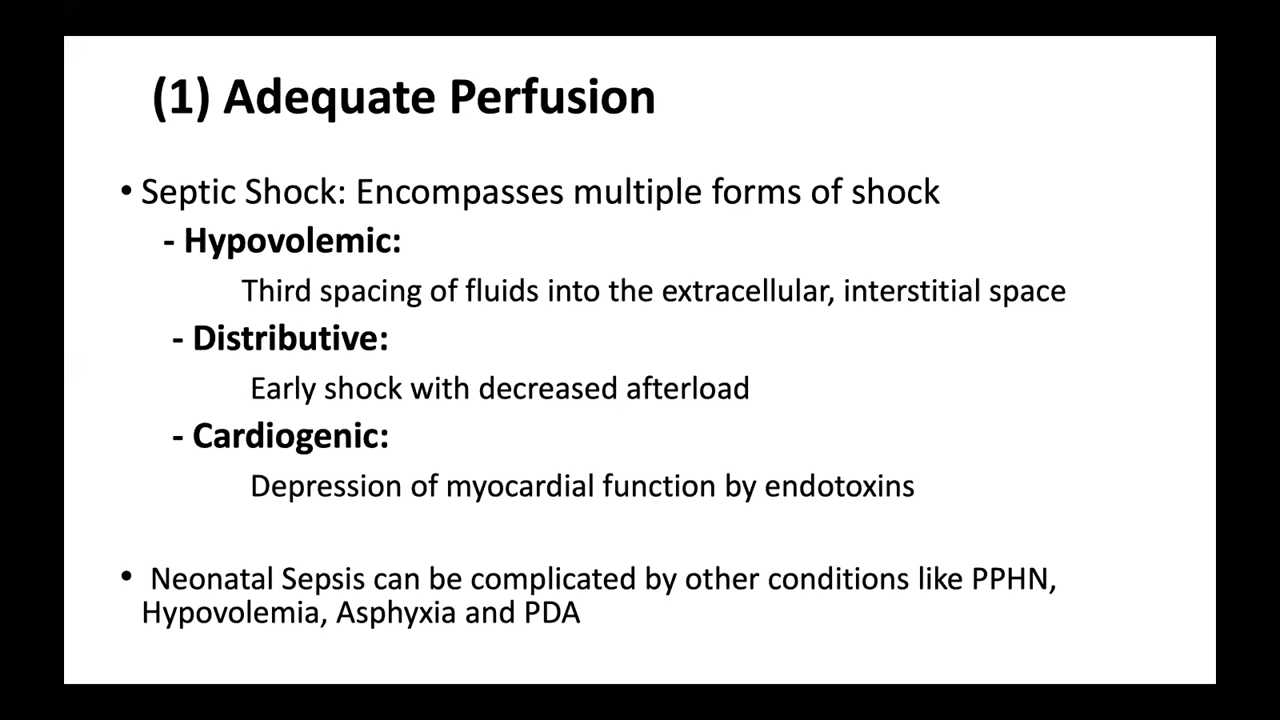 (1) Adequate Perfusion
• Septic Shock: Encompasses multiple forms of shock
- Hypovolemic:
Third spacing of fluids into the extracellular, interstitial space
- Distributive:
Early shock with decreased afterload
- Cardiogenic:
Depression of myocardial function by endotoxins
• Neonatal Sepsis can be complicated by other conditions like PPHN,
Hypovolemia, Asphyxia and PDA